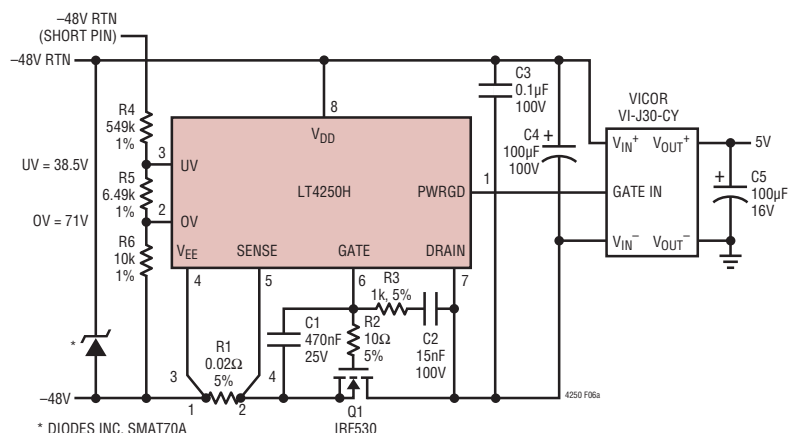 –48V RTN
(SHORT PIN)
–48V RTN
R4
549k
1%
UV = 38.5V
R5
6.49k
1%
OV = 71V
R6
10k
1%
*
–48V
* DIODES INC. SMAT70A
8
VDD
3
UV
LT4250H
PWRGD
1
2
OV
VEE
SENSE
GATE
DRAIN
4
5
6
7
R3
1k, 5%
C1
470nF
25V
R2
10Ω
5%
C2
15nF
100V
R1
0.02Ω
5%
3
4
1
2
Q1
IRF530
4250 F06a
C3
0.1µF
100V
C4
100µF
100V
+
VICOR
VI-J30-CY
VIN+
VOUT+
5V
GATE IN
VIN–
VOUT–
+
C5
100µF
16V